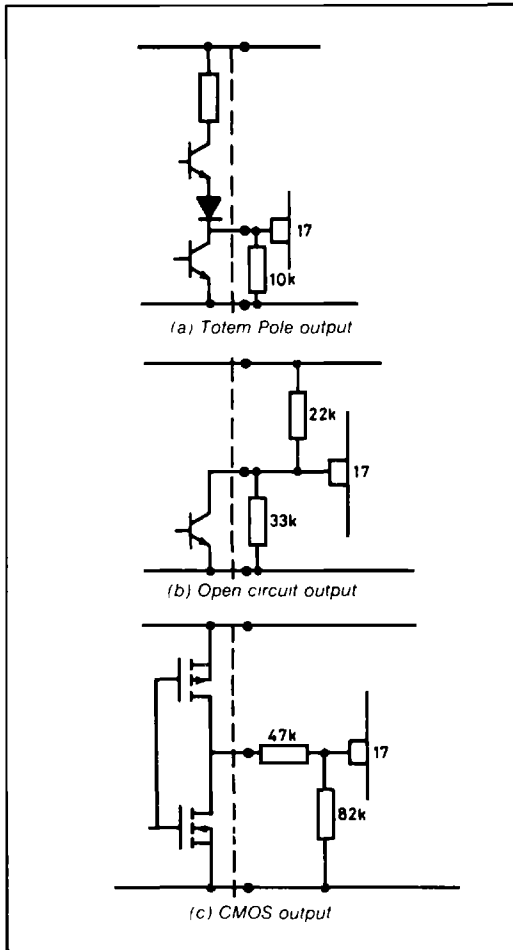 17
10k
(a) Totem Pole output
22k
17
33k
(b) Open circuit output
47k
17
82k
(c) CMOS output